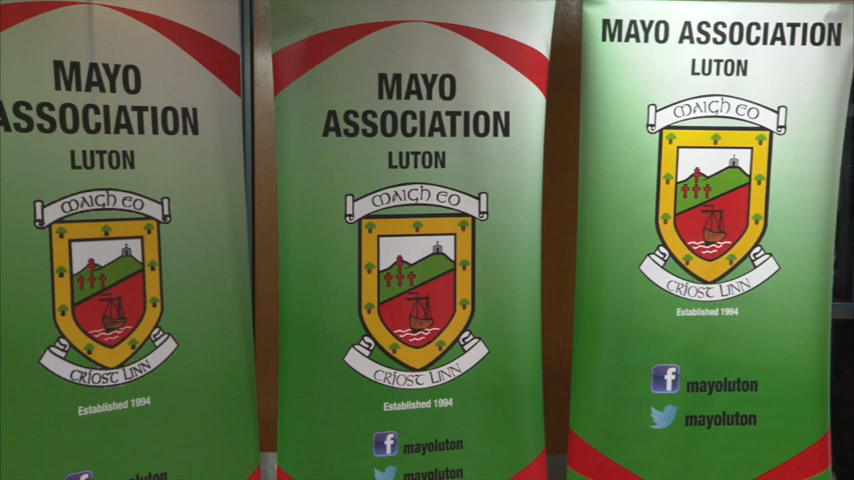 MAYO
ASSOCIATION
LUTON
MAIGH EO
CRÍOST LINN
Established 1994
mayoluton
MAYO
ASSOCIATION
LUTON
MAIGH EO
CRÍOST LINN
Established 1994
mayoluton
mayoluton
MAYO ASSOCIATION
LUTON
MAIGH EO
CRÍOST LINN
Established 1994
mayoluton
mayoluton